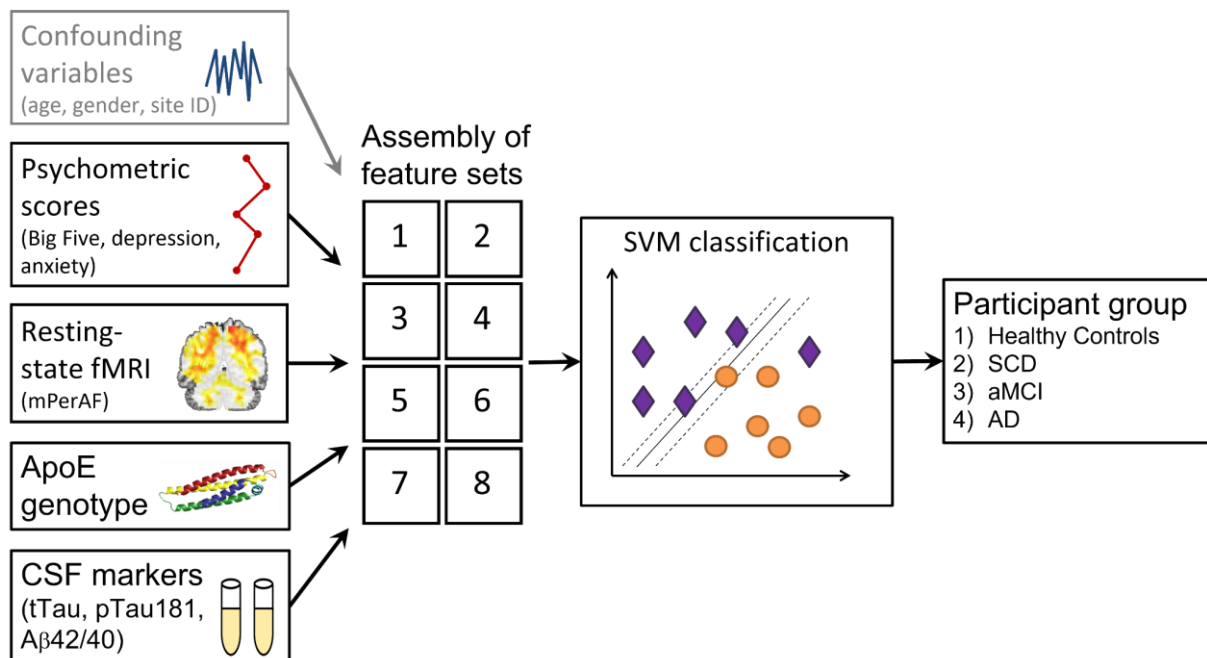 Confounding
variables
(age, gender, site ID)
Psychometric
scores
(Big Five, depression,
anxiety)
Resting-
state fMRI
(mPerAF)
ApoE
genotype
CSF markers
(tTau, pTau181,
Aβ42/40)
Assembly of
feature sets
1 2
3 4
5 6
7 8
SVM classification
Participant group
1) Healthy Controls
2) SCD
3) aMCI
4) AD